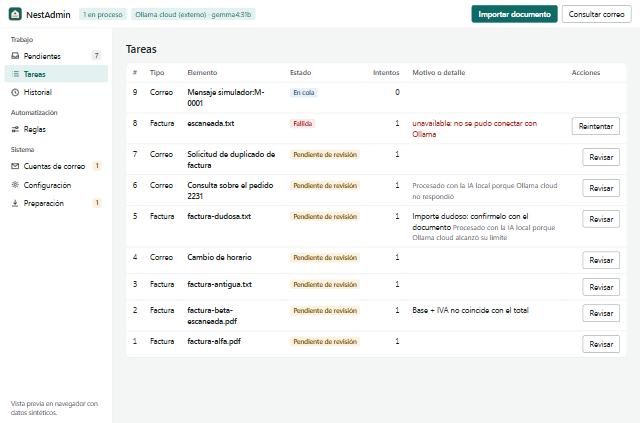 NestAdmin
1 en proceso
Ollama cloud (externo) · gemma4:31b
Importar documento
Consultar correo
Trabajo
Pendientes 7
Tareas
Historial
Automatización
Reglas
Sistema
Cuentas de correo 1
Configuración
Preparación 1
Vista previa en navegador con
datos sintéticos.
Tareas
# Tipo Elemento Estado Intentos Motivo o detalle Acciones
9 Correo Mensaje simulador:M- En cola 0
0001
8 Factura escaneada.txt Fallida 1 unavailable: no se pudo conectar con Reintentar
Ollama
7 Correo Solicitud de duplicado de Pendiente de revisión 1 Revisar
factura
6 Correo Consulta sobre el pedido Pendiente de revisión 1 Procesado con la IA local porque Ollama cloud Revisar
2231 no respondió
5 Factura factura-dudosa.txt Pendiente de revisión 1 Importe dudoso: confírmelo con el Revisar
documento Procesado con la IA local porque
Ollama cloud alcanzó su límite
4 Correo Cambio de horario Pendiente de revisión 1 Revisar
3 Factura factura-antigua.txt Pendiente de revisión 1 Revisar
2 Factura factura-beta- Pendiente de revisión 1 Base + IVA no coincide con el total Revisar
escaneada.pdf
1 Factura factura-alfa.pdf Pendiente de revisión 1 Revisar